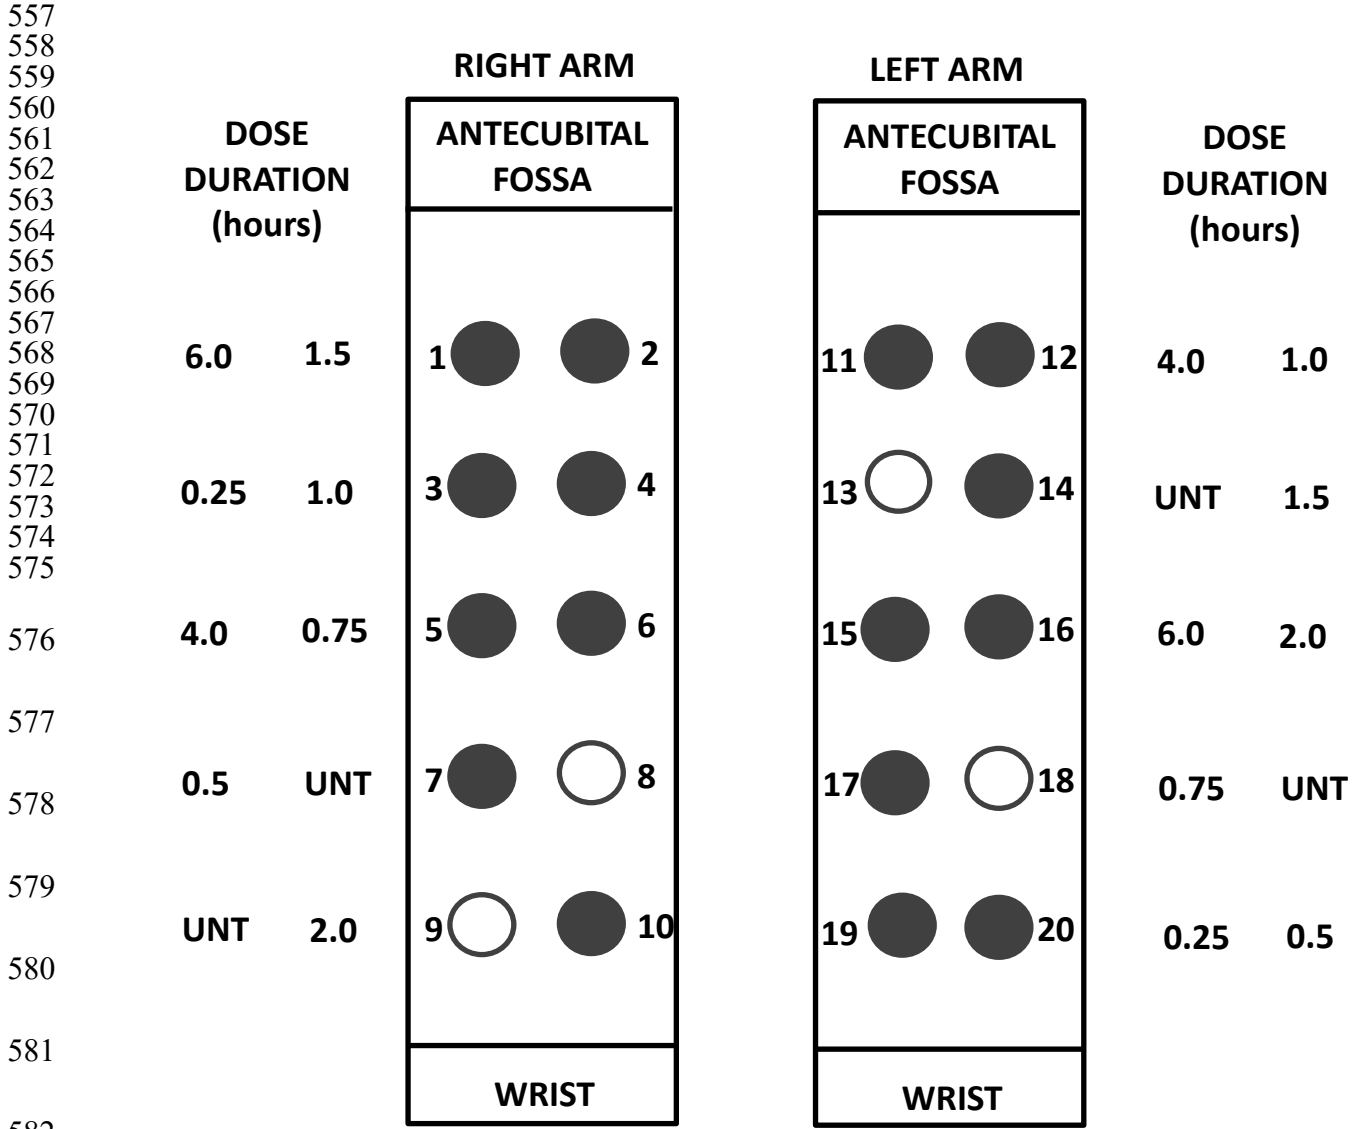 557
558
559
560
561
562
563
564
565
566
567
568
569
570
571
572
573
574
575
576
577
578
579
580
581
RIGHT ARM
LEFT ARM
DOSE
DURATION
(hours)
ANTECUBITAL
FOSSA
ANTECUBITAL
FOSSA
DOSE
DURATION
(hours)
6.0 1.5 1 2 11 12 4.0 1.0
0.25 1.0 3 4 13 14 UNT 1.5
4.0 0.75 5 6 15 16 6.0 2.0
0.5 UNT 7 8 17 18 0.75 UNT
UNT 2.0 9 10 19 20 0.25 0.5
WRIST
WRIST